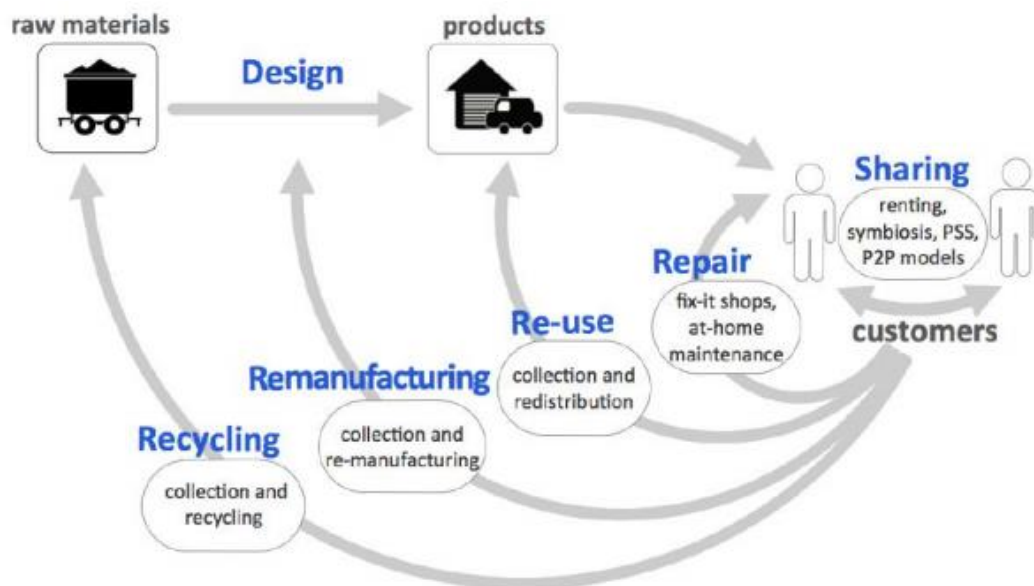 raw materials
products
Design
Sharing
renting,
symbiosis, PSS,
P2P models
Repair
fix-it shops,
at-home
maintenance
customers
Re-use
collection and
redistribution
Remanufacturing
collection and
re-manufacturing
Recycling
collection and
recycling